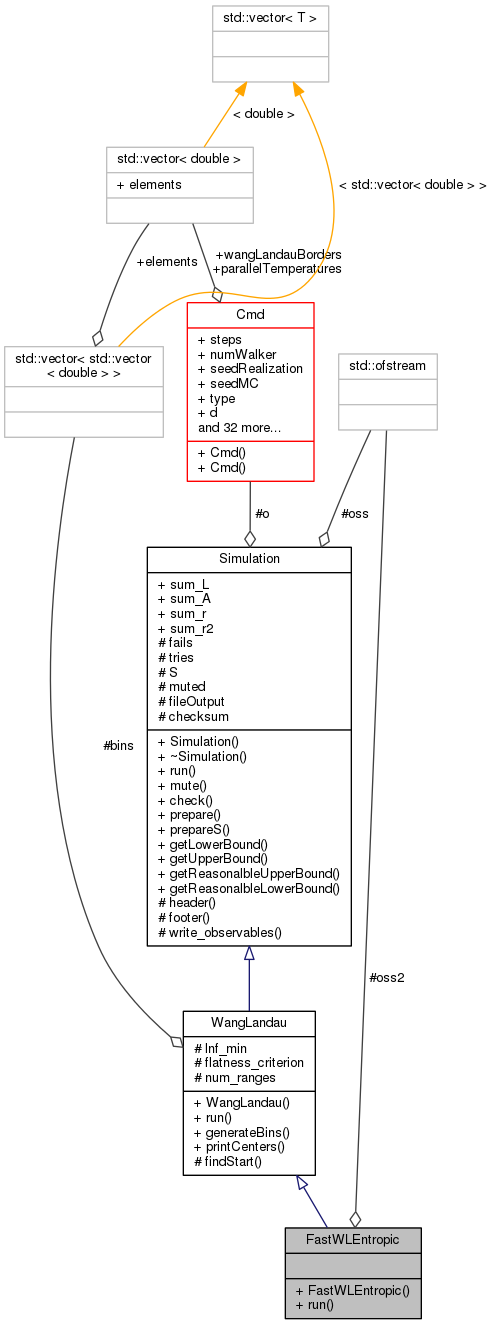 std::vector< T >
< double >
std::vector< double >
+ elements
< std::vector< double > >
+elements
+wangLandauBorders
+parallelTemperatures
Cmd
+ steps
+ numWalker
+ seedRealization
+ seedMC
+ type
+ d
and 32 more...
+ Cmd()
+ Cmd()
std::vector< std::vector
< double > >
std::ofstream
#o
#oss
Simulation
+ sum_L
+ sum_A
+ sum_r
+ sum_r2
# fails
# tries
# S
# muted
# fileOutput
# checksum
+ Simulation()
+ ~Simulation()
+ run()
+ mute()
+ check()
+ prepare()
+ prepareS()
+ getLowerBound()
+ getUpperBound()
+ getReasonalbleUpperBound()
+ getReasonalbleLowerBound()
# header()
# footer()
# write_observables()
#bins
#oss2
WangLandau
# lnf_min
# flatness_criterion
# num_ranges
+ WangLandau()
+ run()
+ generateBins()
+ printCenters()
# findStart()
FastWLEntropic
+ FastWLEntropic()
+ run()